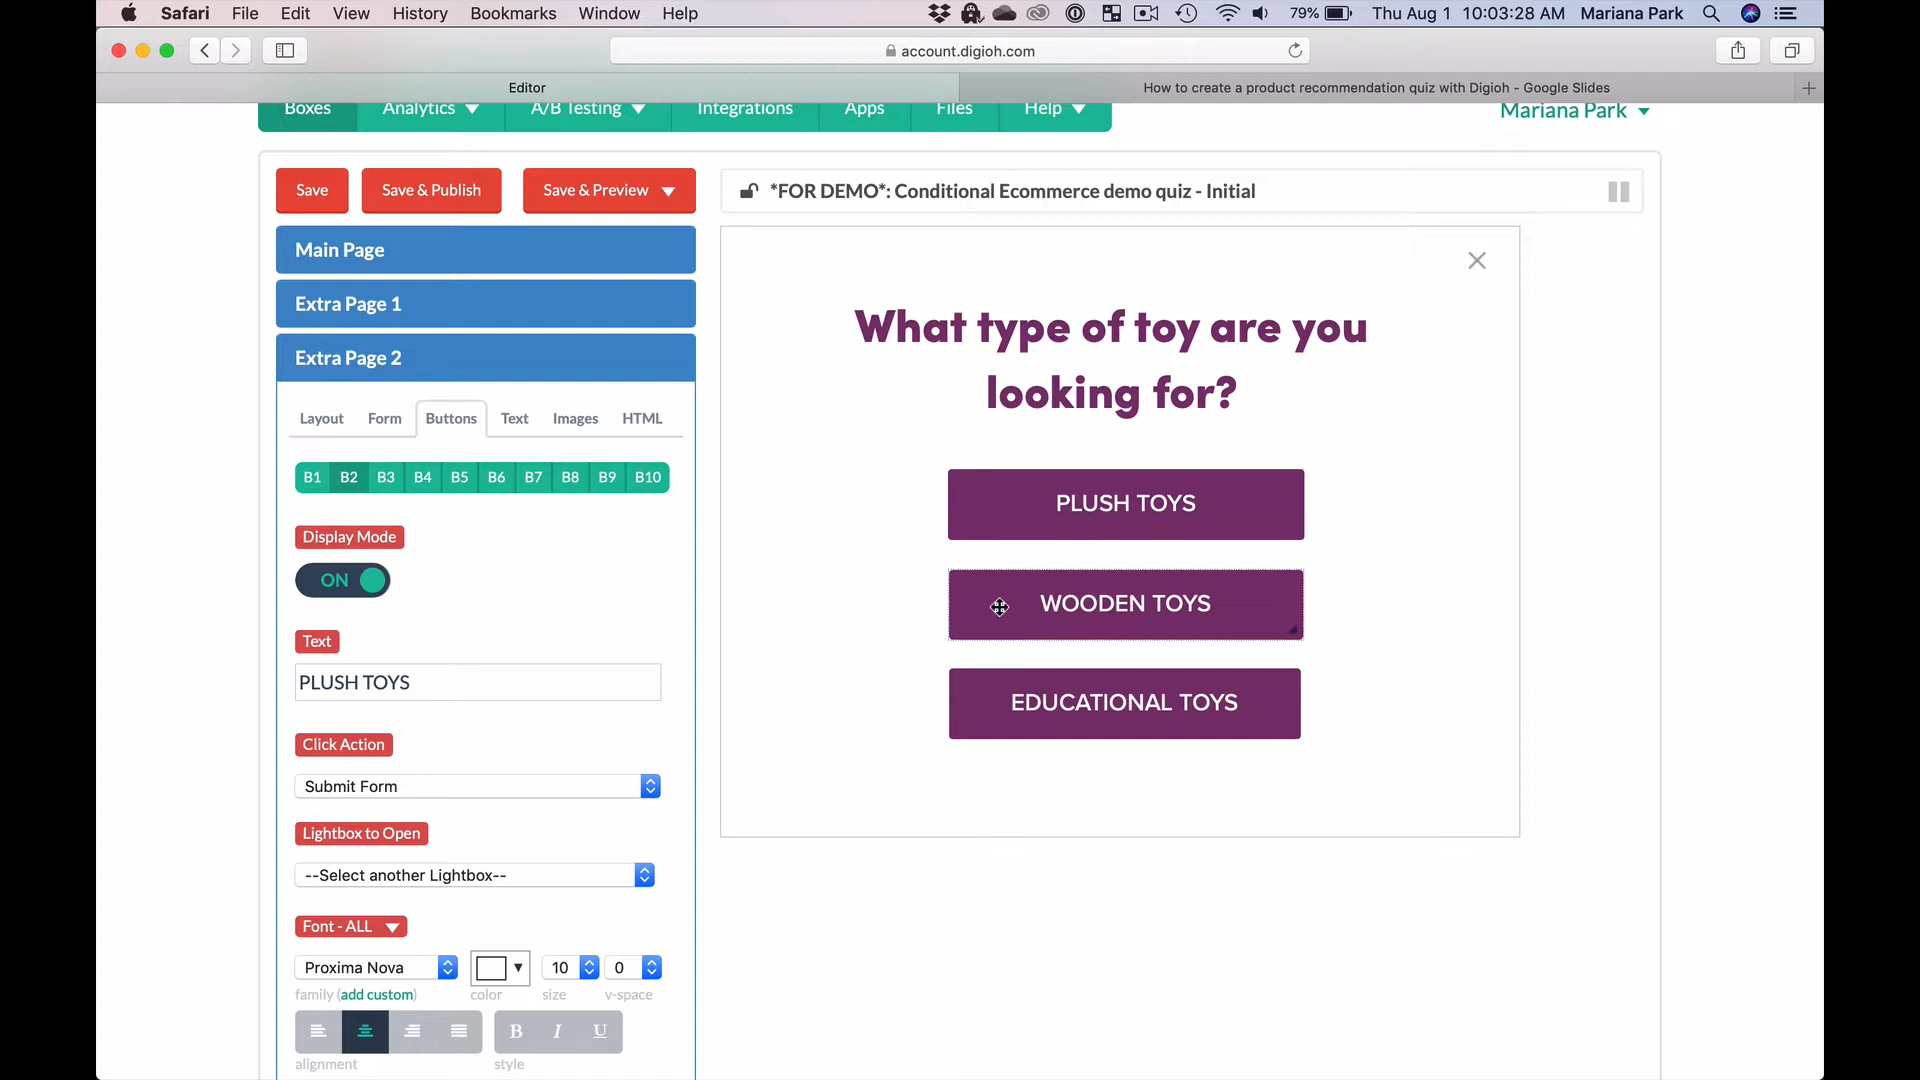 Safari File Edit View History Bookmarks Window Help 79% Thu Aug 1 10:03:28 AM Mariana Park
account.digioh.com
Editor How to create a product recommendation quiz with Digioh - Google Slides
Boxes Analytics A/B Testing Integrations Apps Files Help Mariana Park
Save Save & Publish Save & Preview *FOR DEMO*: Conditional Ecommerce demo quiz - Initial
Main Page
Extra Page 1
Extra Page 2
Layout Form Buttons Text Images HTML
B1 B2 B3 B4 B5 B6 B7 B8 B9 B10
Display Mode
ON
Text
PLUSH TOYS
Click Action
Submit Form
Lightbox to Open
--Select another Lightbox--
Font - ALL
Proxima Nova 10 0
family (add custom) color size v-space
B I U
alignment style
What type of toy are you
looking for?
PLUSH TOYS
WOODEN TOYS
EDUCATIONAL TOYS